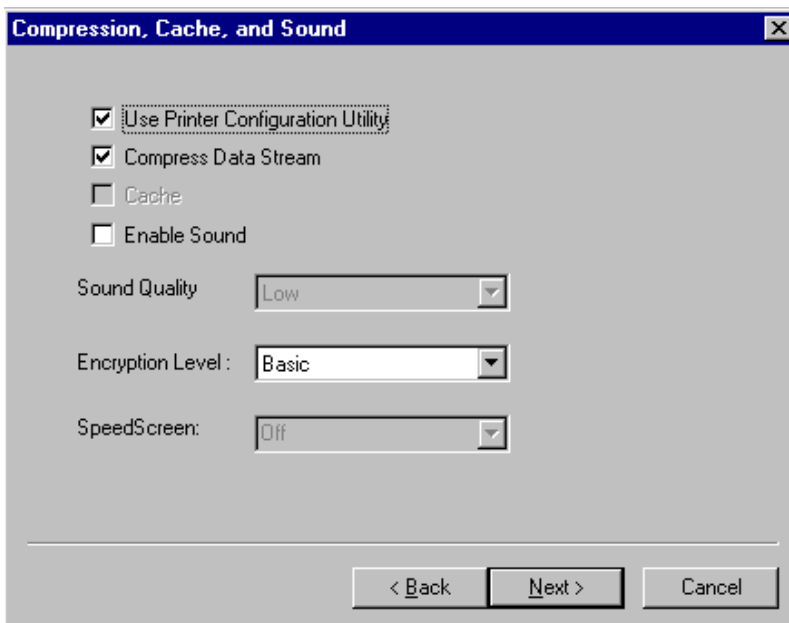 Compression, Cache, and Sound
Use Printer Configuration Utility
Compress Data Stream
Cache
Enable Sound
Sound Quality Low
Encryption Level : Basic
SpeedScreen: Off
< Back Next > Cancel